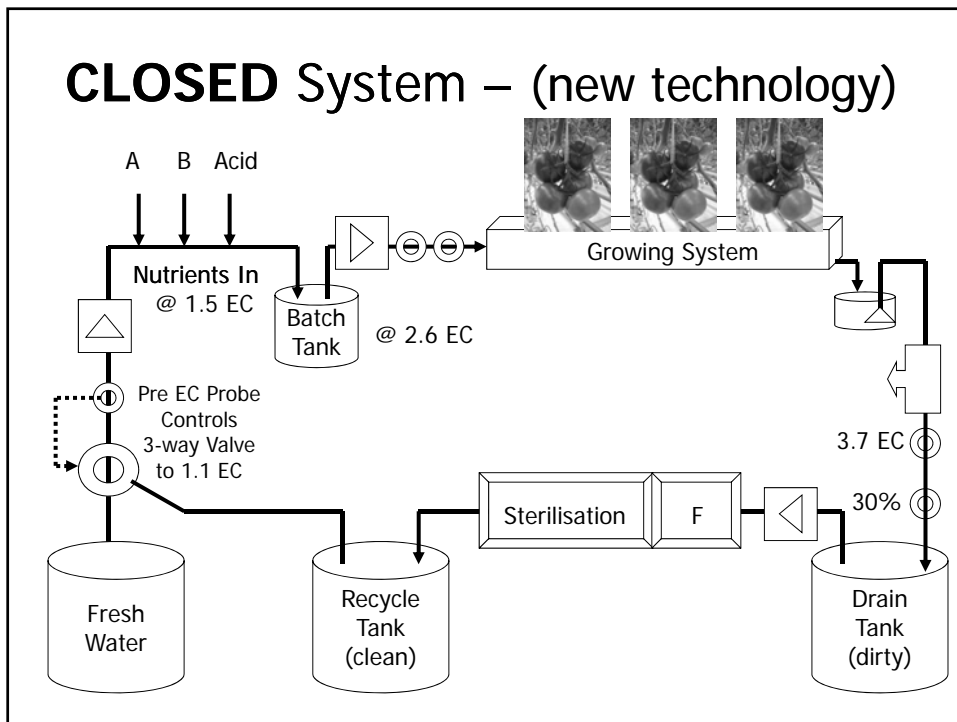 CLOSED System – (new technology)
A B Acid
Nutrients In
@ 1.5 EC
Batch
Tank
@ 2.6 EC
Growing System
Pre EC Probe
Controls
3-way Valve
to 1.1 EC
3.7 EC
30%
Sterilisation F
Fresh
Water
Recycle
Tank
(clean)
Drain
Tank
(dirty)